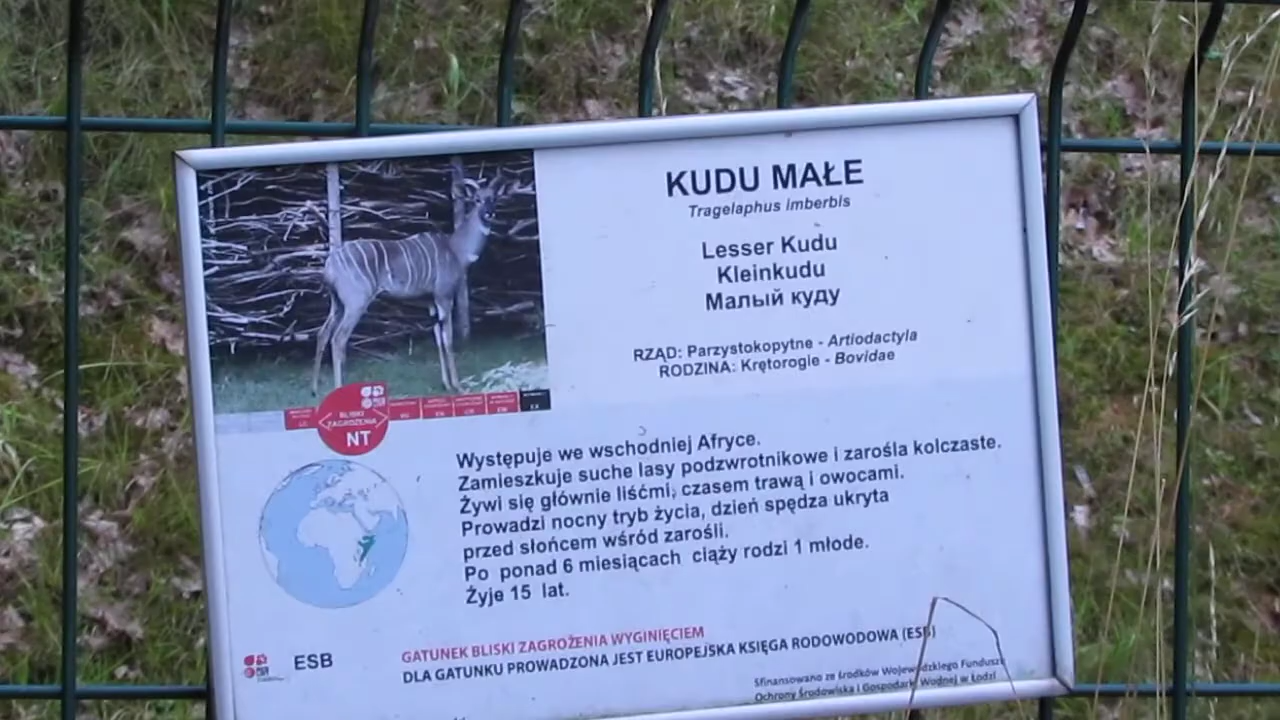 KUDU MAŁE
Tragelaphus imberbis
Lesser Kudu
Kleinkudu
Малый куду
RZĄD: Parzystokopytne - Artiodactyla
RODZINA: Krętorogie - Bovidae
BLISKI
ZAGROŻENIA
NT
Występuje we wschodniej Afryce.
Zamieszkuje suche lasy podzwrotnikowe i zarośla kolczaste.
Żywi się głównie liśćmi, czasem trawą i owocami.
Prowadzi nocny tryb życia, dzień spędza ukryta
przed słońcem wśród zarośli.
Po ponad 6 miesiącach ciąży rodzi 1 młode.
Żyje 15 lat.
ESB
GATUNEK BLISKI ZAGROŻENIA WYGINIĘCIEM
DLA GATUNKU PROWADZONA JEST EUROPEJSKA KSIĘGA RODOWODOWA (ESB)
Sfinansowano ze środków Wojewódzkiego Funduszu
Ochrony Środowiska i Gospodarki Wodnej w Łodzi